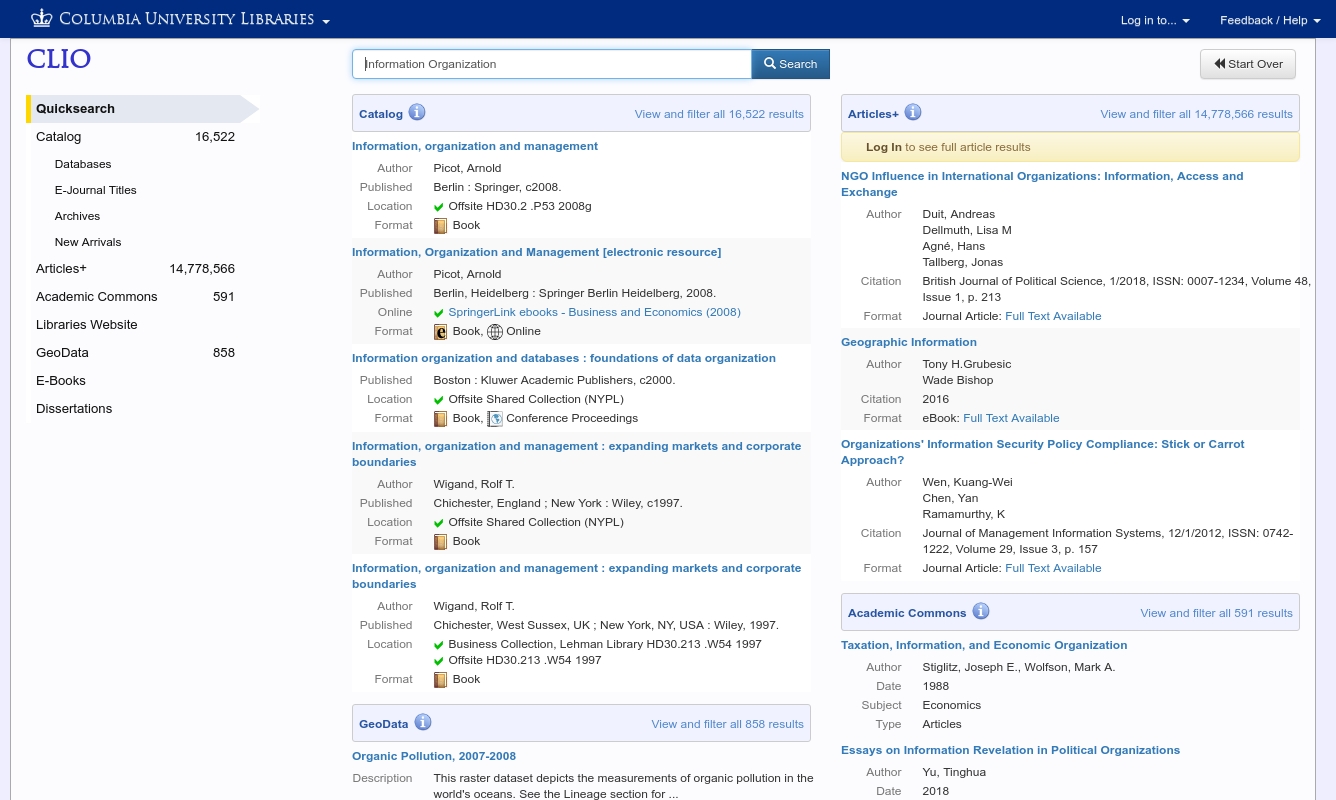 COLUMBIA UNIVERSITY LIBRARIES
Log in to...
Feedback / Help
CLIO
Information Organization
Search
Start Over
Quicksearch
Catalog 16,522
Databases
E-Journal Titles
Archives
New Arrivals
Articles+ 14,778,566
Academic Commons 591
Libraries Website
GeoData 858
E-Books
Dissertations
Catalog View and filter all 16,522 results
Information, organization and management
Author Picot, Arnold
Published Berlin : Springer, c2008.
Location Offsite HD30.2 .P53 2008g
Format Book
Information, Organization and Management [electronic resource]
Author Picot, Arnold
Published Berlin, Heidelberg : Springer Berlin Heidelberg, 2008.
Online SpringerLink ebooks - Business and Economics (2008)
Format Book, Online
Information organization and databases : foundations of data organization
Published Boston : Kluwer Academic Publishers, c2000.
Location Offsite Shared Collection (NYPL)
Format Book, Conference Proceedings
Information, organization and management : expanding markets and corporate
boundaries
Author Wigand, Rolf T.
Published Chichester, England ; New York : Wiley, c1997.
Location Offsite Shared Collection (NYPL)
Format Book
Information, organization and management : expanding markets and corporate
boundaries
Author Wigand, Rolf T.
Published Chichester, West Sussex, UK ; New York, NY, USA : Wiley, 1997.
Location Business Collection, Lehman Library HD30.213 .W54 1997
Offsite HD30.213 .W54 1997
Format Book
GeoData View and filter all 858 results
Organic Pollution, 2007-2008
Description This raster dataset depicts the measurements of organic pollution in the
world's oceans. See the Lineage section for ...
Articles+ View and filter all 14,778,566 results
Log In to see full article results
NGO Influence in International Organizations: Information, Access and
Exchange
Author Duit, Andreas
Dellmuth, Lisa M
Agné, Hans
Tallberg, Jonas
Citation British Journal of Political Science, 1/2018, ISSN: 0007-1234, Volume 48,
Issue 1, p. 213
Format Journal Article: Full Text Available
Geographic Information
Author Tony H.Grubesic
Wade Bishop
Citation 2016
Format eBook: Full Text Available
Organizations' Information Security Policy Compliance: Stick or Carrot
Approach?
Author Wen, Kuang-Wei
Chen, Yan
Ramamurthy, K
Citation Journal of Management Information Systems, 12/1/2012, ISSN: 0742-
1222, Volume 29, Issue 3, p. 157
Format Journal Article: Full Text Available
Academic Commons View and filter all 591 results
Taxation, Information, and Economic Organization
Author Stiglitz, Joseph E., Wolfson, Mark A.
Date 1988
Subject Economics
Type Articles
Essays on Information Revelation in Political Organizations
Author Yu, Tinghua
Date 2018